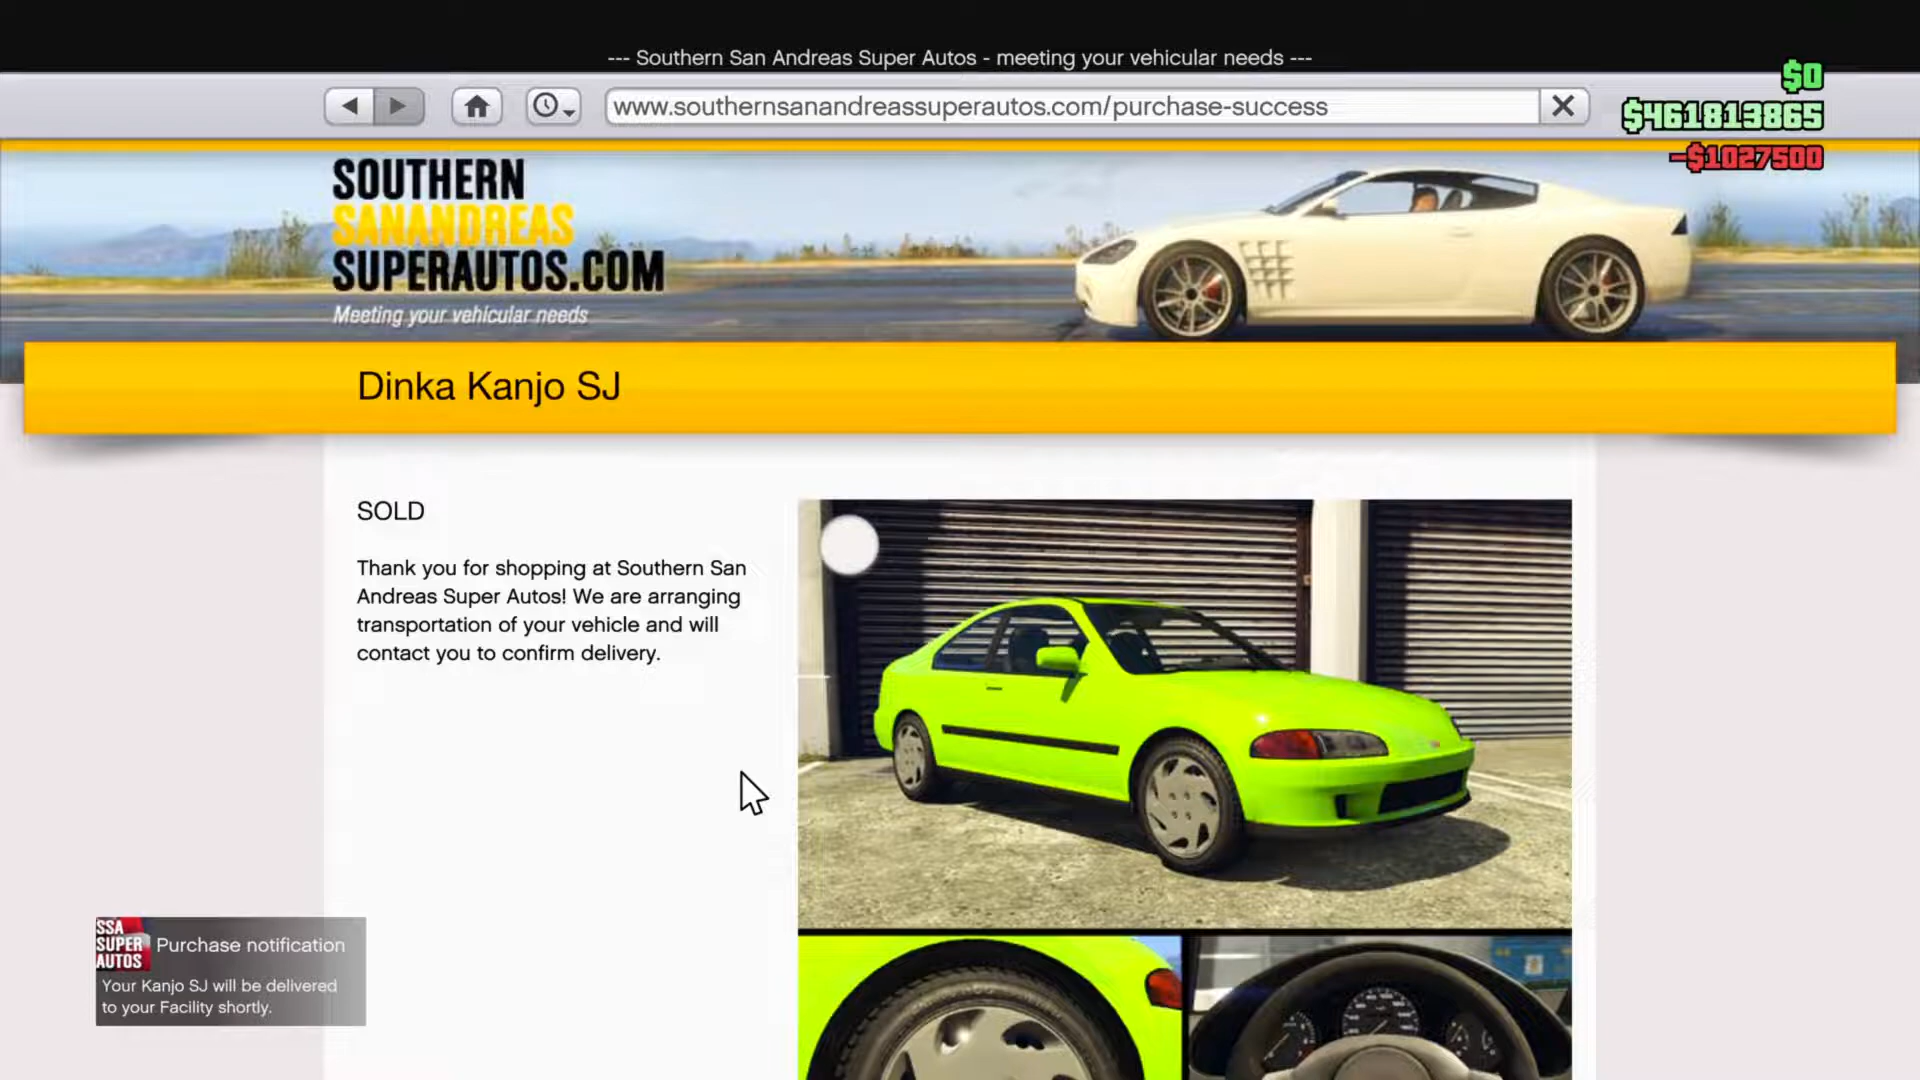 --- Southern San Andreas Super Autos - meeting your vehicular needs ---
$0
www.southernsanandreassuperautos.com/purchase-success
$461813865
-$1027500
SOUTHERN
SANANDREAS
SUPERAUTOS.COM
Meeting your vehicular needs
Dinka Kanjo SJ
SOLD
Thank you for shopping at Southern San
Andreas Super Autos! We are arranging
transportation of your vehicle and will
contact you to confirm delivery.
SSA
SUPER
AUTOS
Purchase notification
Your Kanjo SJ will be delivered
to your Facility shortly.